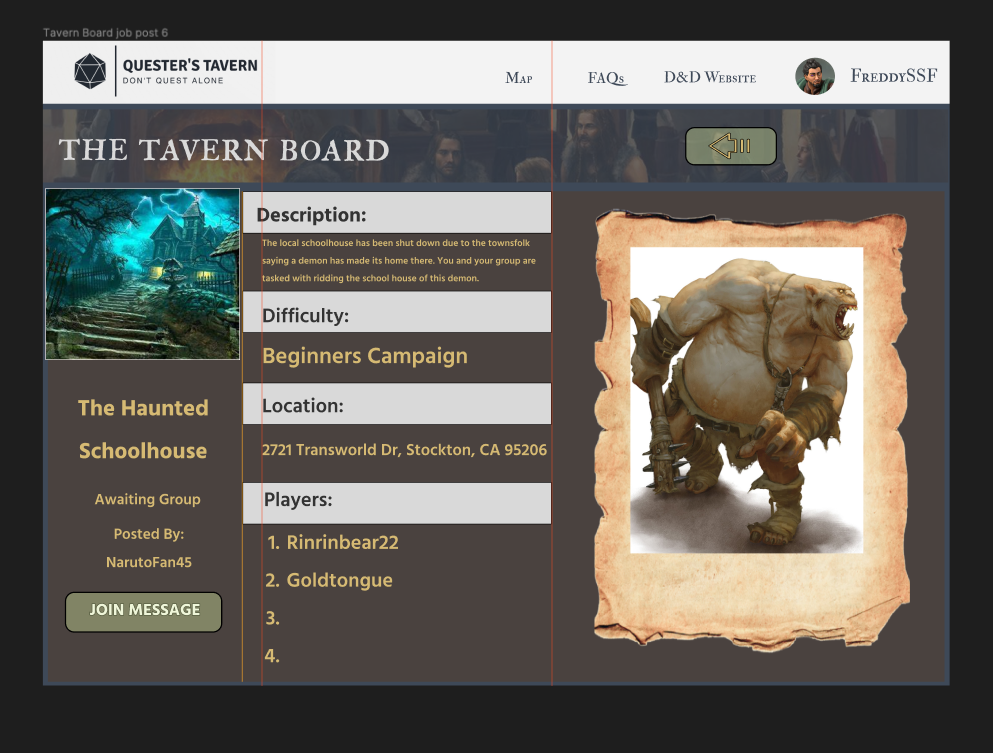 Tavern Board job post 6
QUESTER'S TAVERN
DON'T QUEST ALONE
Map
FAQs
D&D Website
FreddySSF
THE TAVERN BOARD
The Haunted
Schoolhouse
Awaiting Group
Posted By:
NarutoFan45
JOIN MESSAGE
Description:
The local schoolhouse has been shut down due to the townsfolk
saying a demon has made its home there. You and your group are
tasked with ridding the school house of this demon.
Difficulty:
Beginners Campaign
Location:
2721 Transworld Dr, Stockton, CA 95206
Players:
1. Rinrinbear22
2. Goldtongue
3.
4.